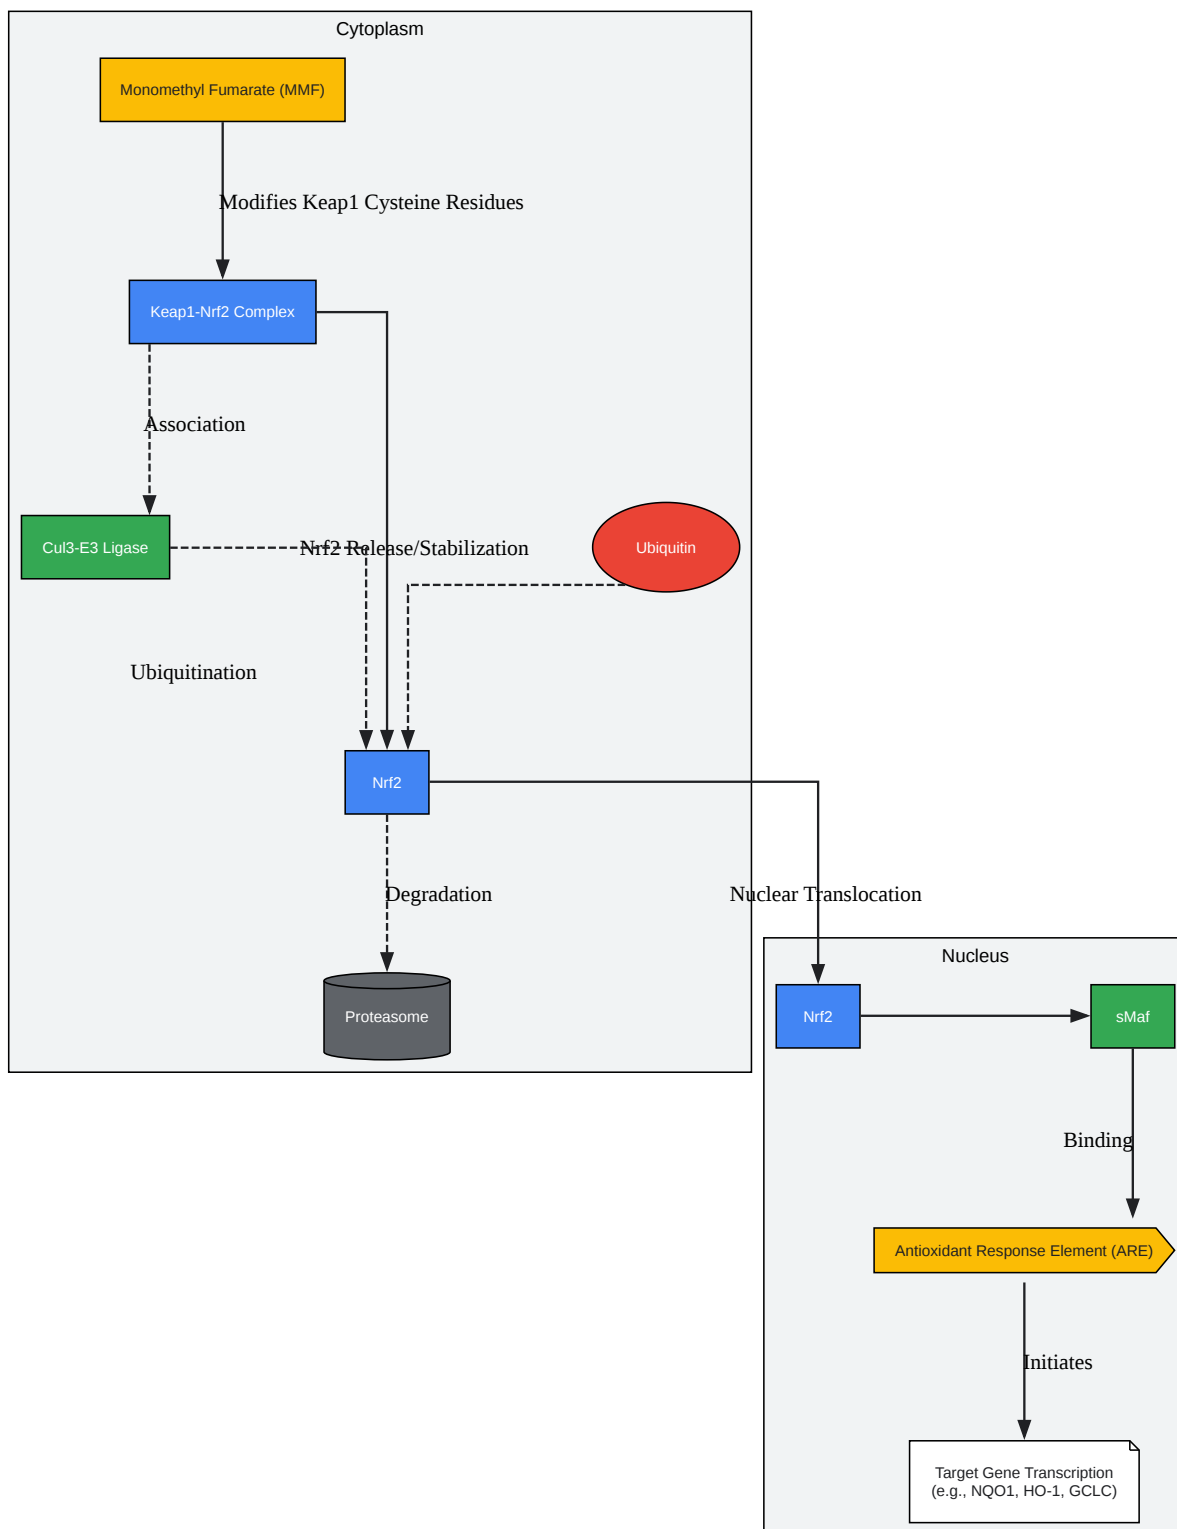 Cytoplasm
Monomethyl Fumarate (MMF)
Modifies Keap1 Cysteine Residues
Keap1-Nrf2 Complex
Association
Cul3-E3 Ligase
Nrf2 Release/Stabilization
Ubiquitin
Ubiquitination
Nrf2
Degradation
Nuclear Translocation
Proteasome
Nucleus
Nrf2
sMaf
Binding
Antioxidant Response Element (ARE)
Initiates
Target Gene Transcription
(e.g., NQO1, HO-1, GCLC)